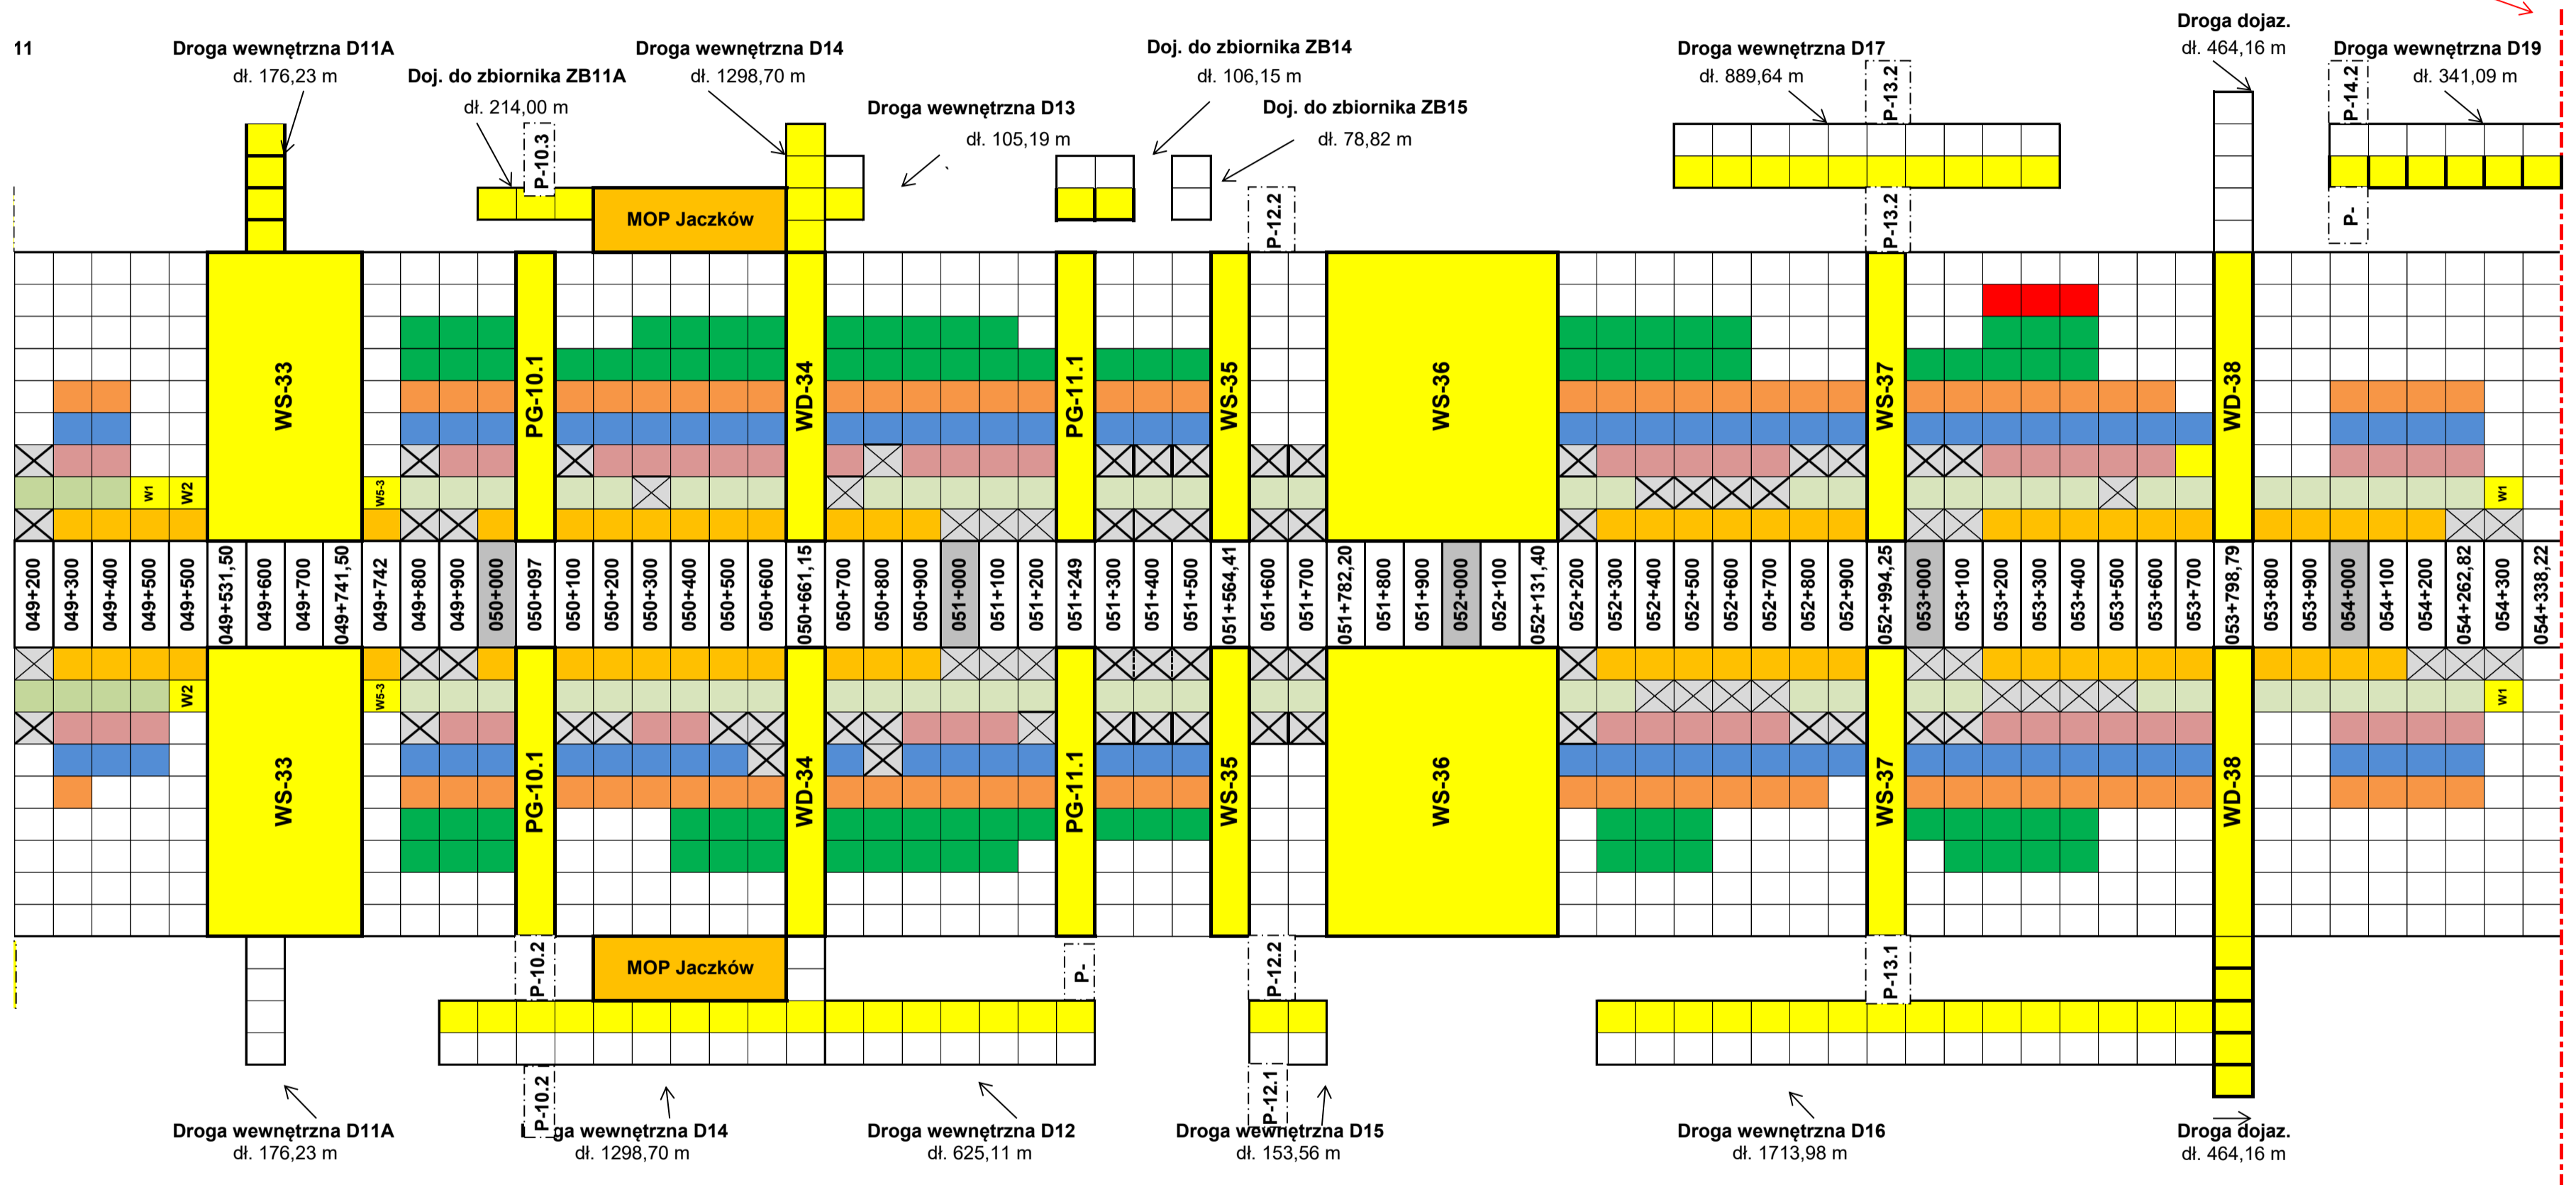 11
Droga wewnętrzna D11A
dł. 176,23 m
Doj. do zbiornika ZB11A
dł. 214,00 m
P-10.3
Droga wewnętrzna D14
dł. 1298,70 m
Droga wewnętrzna D13
dł. 105,19 m
Doj. do zbiornika ZB14
dł. 106,15 m
Doj. do zbiornika ZB15
dł. 78,82 m
P-12.2
Droga wewnętrzna D17
dł. 889,64 m
P-13.2
P-13.2
Droga dojaz.
dł. 464,16 m
Droga wewnętrzna D19
dł. 341,09 m
P-14.2
P-
MOP Jaczków
WS-33
PG-10.1
WD-34
PG-11.1
WS-35
WS-36
WS-37
WD-38
W1
W2
W5-3
W1
049+200
049+300
049+400
049+500
049+500
049+531,50
049+600
049+700
049+741,50
049+742
049+800
049+900
050+000
050+097
050+100
050+200
050+300
050+400
050+500
050+600
050+661,15
050+700
050+800
050+900
051+000
051+100
051+200
051+249
051+300
051+400
051+500
051+564,41
051+600
051+700
051+782,20
051+800
051+900
052+000
052+100
052+131,40
052+200
052+300
052+400
052+500
052+600
052+700
052+800
052+900
052+994,25
053+000
053+100
053+200
053+300
053+400
053+500
053+600
053+700
053+798,79
053+800
053+900
054+000
054+100
054+200
054+262,82
054+300
054+338,22
W2
W5-3
W1
WS-33
PG-10.1
WD-34
PG-11.1
WS-35
WS-36
WS-37
WD-38
P-10.2
MOP Jaczków
P-
P-12.2
P-13.1
P-10.2
P-12.1
Droga wewnętrzna D11A
dł. 176,23 m
ga wewnętrzna D14
dł. 1298,70 m
Droga wewnętrzna D12
dł. 625,11 m
Droga wewnętrzna D15
dł. 153,56 m
Droga wewnętrzna D16
dł. 1713,98 m
Droga dojaz.
dł. 464,16 m